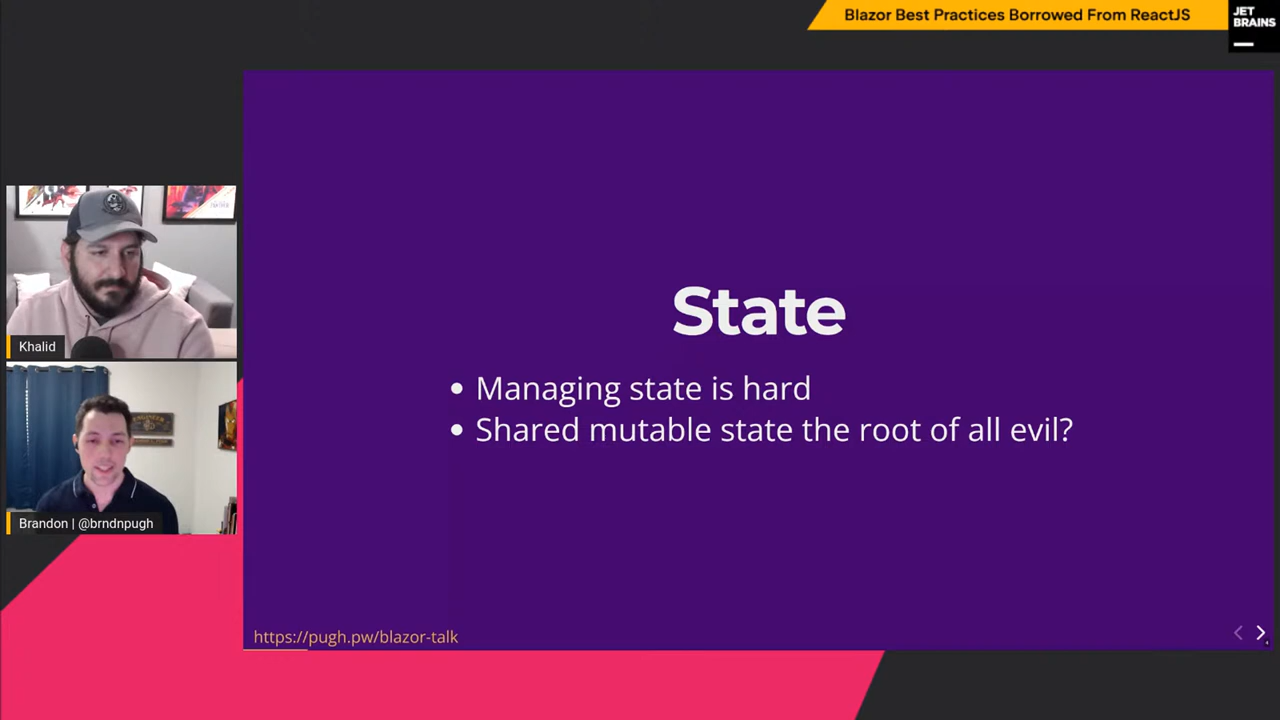 Blazor Best Practices Borrowed From ReactJS
JET
BRAINS
State
• Managing state is hard
• Shared mutable state the root of all evil?
Khalid
Brandon | @brndnpugh
https://pugh.pw/blazor-talk